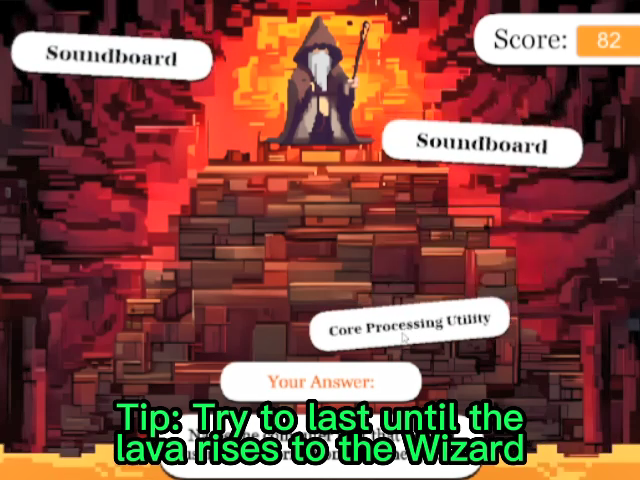 Soundboard
Score: 82
Soundboard
Core Processing Utility
Your Answer:
Tip: Try to last until the
lava rises to the Wizard